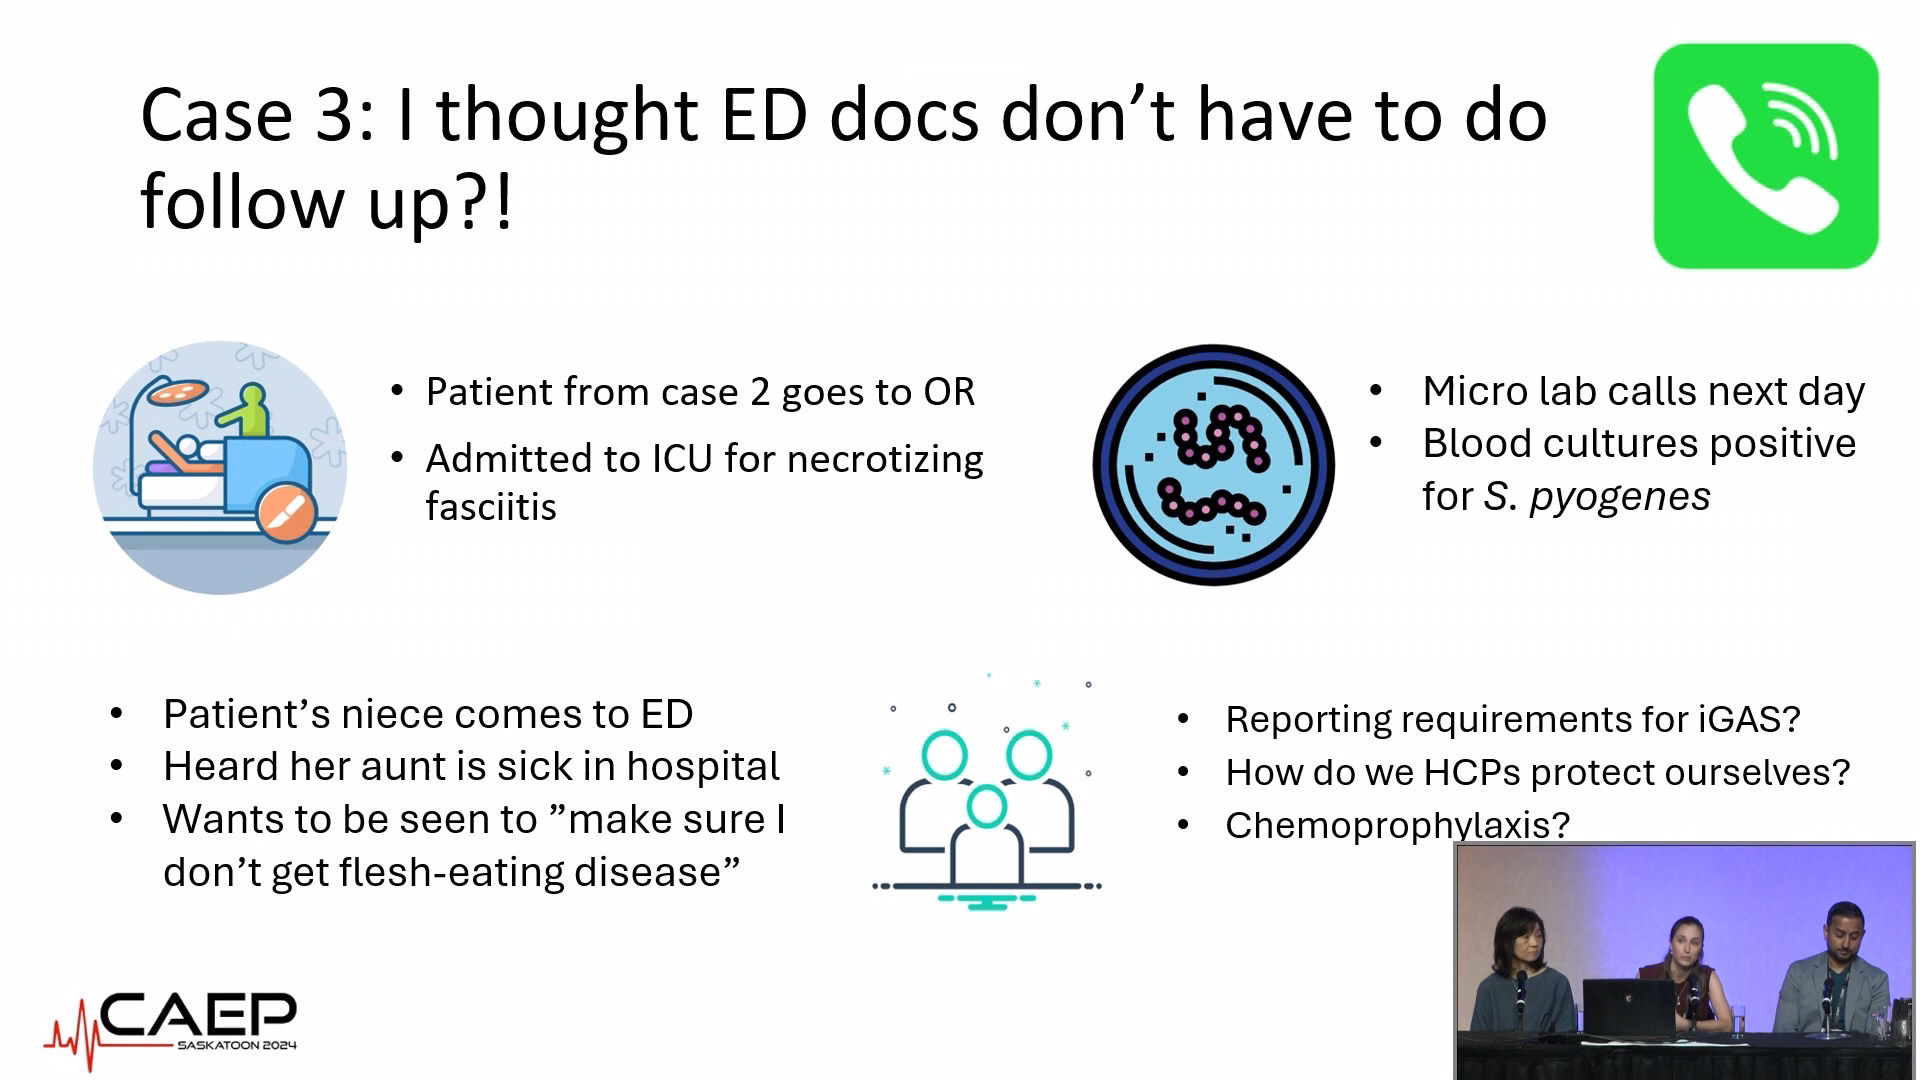 Case 3: I thought ED docs don’t have to do
follow up?!
• Patient from case 2 goes to OR
• Admitted to ICU for necrotizing
fasciitis
• Micro lab calls next day
• Blood cultures positive
for S. pyogenes
• Patient’s niece comes to ED
• Heard her aunt is sick in hospital
• Wants to be seen to ”make sure I
don’t get flesh-eating disease”
• Reporting requirements for iGAS?
• How do we HCPs protect ourselves?
• Chemoprophylaxis?
CAEP
SASKATOON 2024